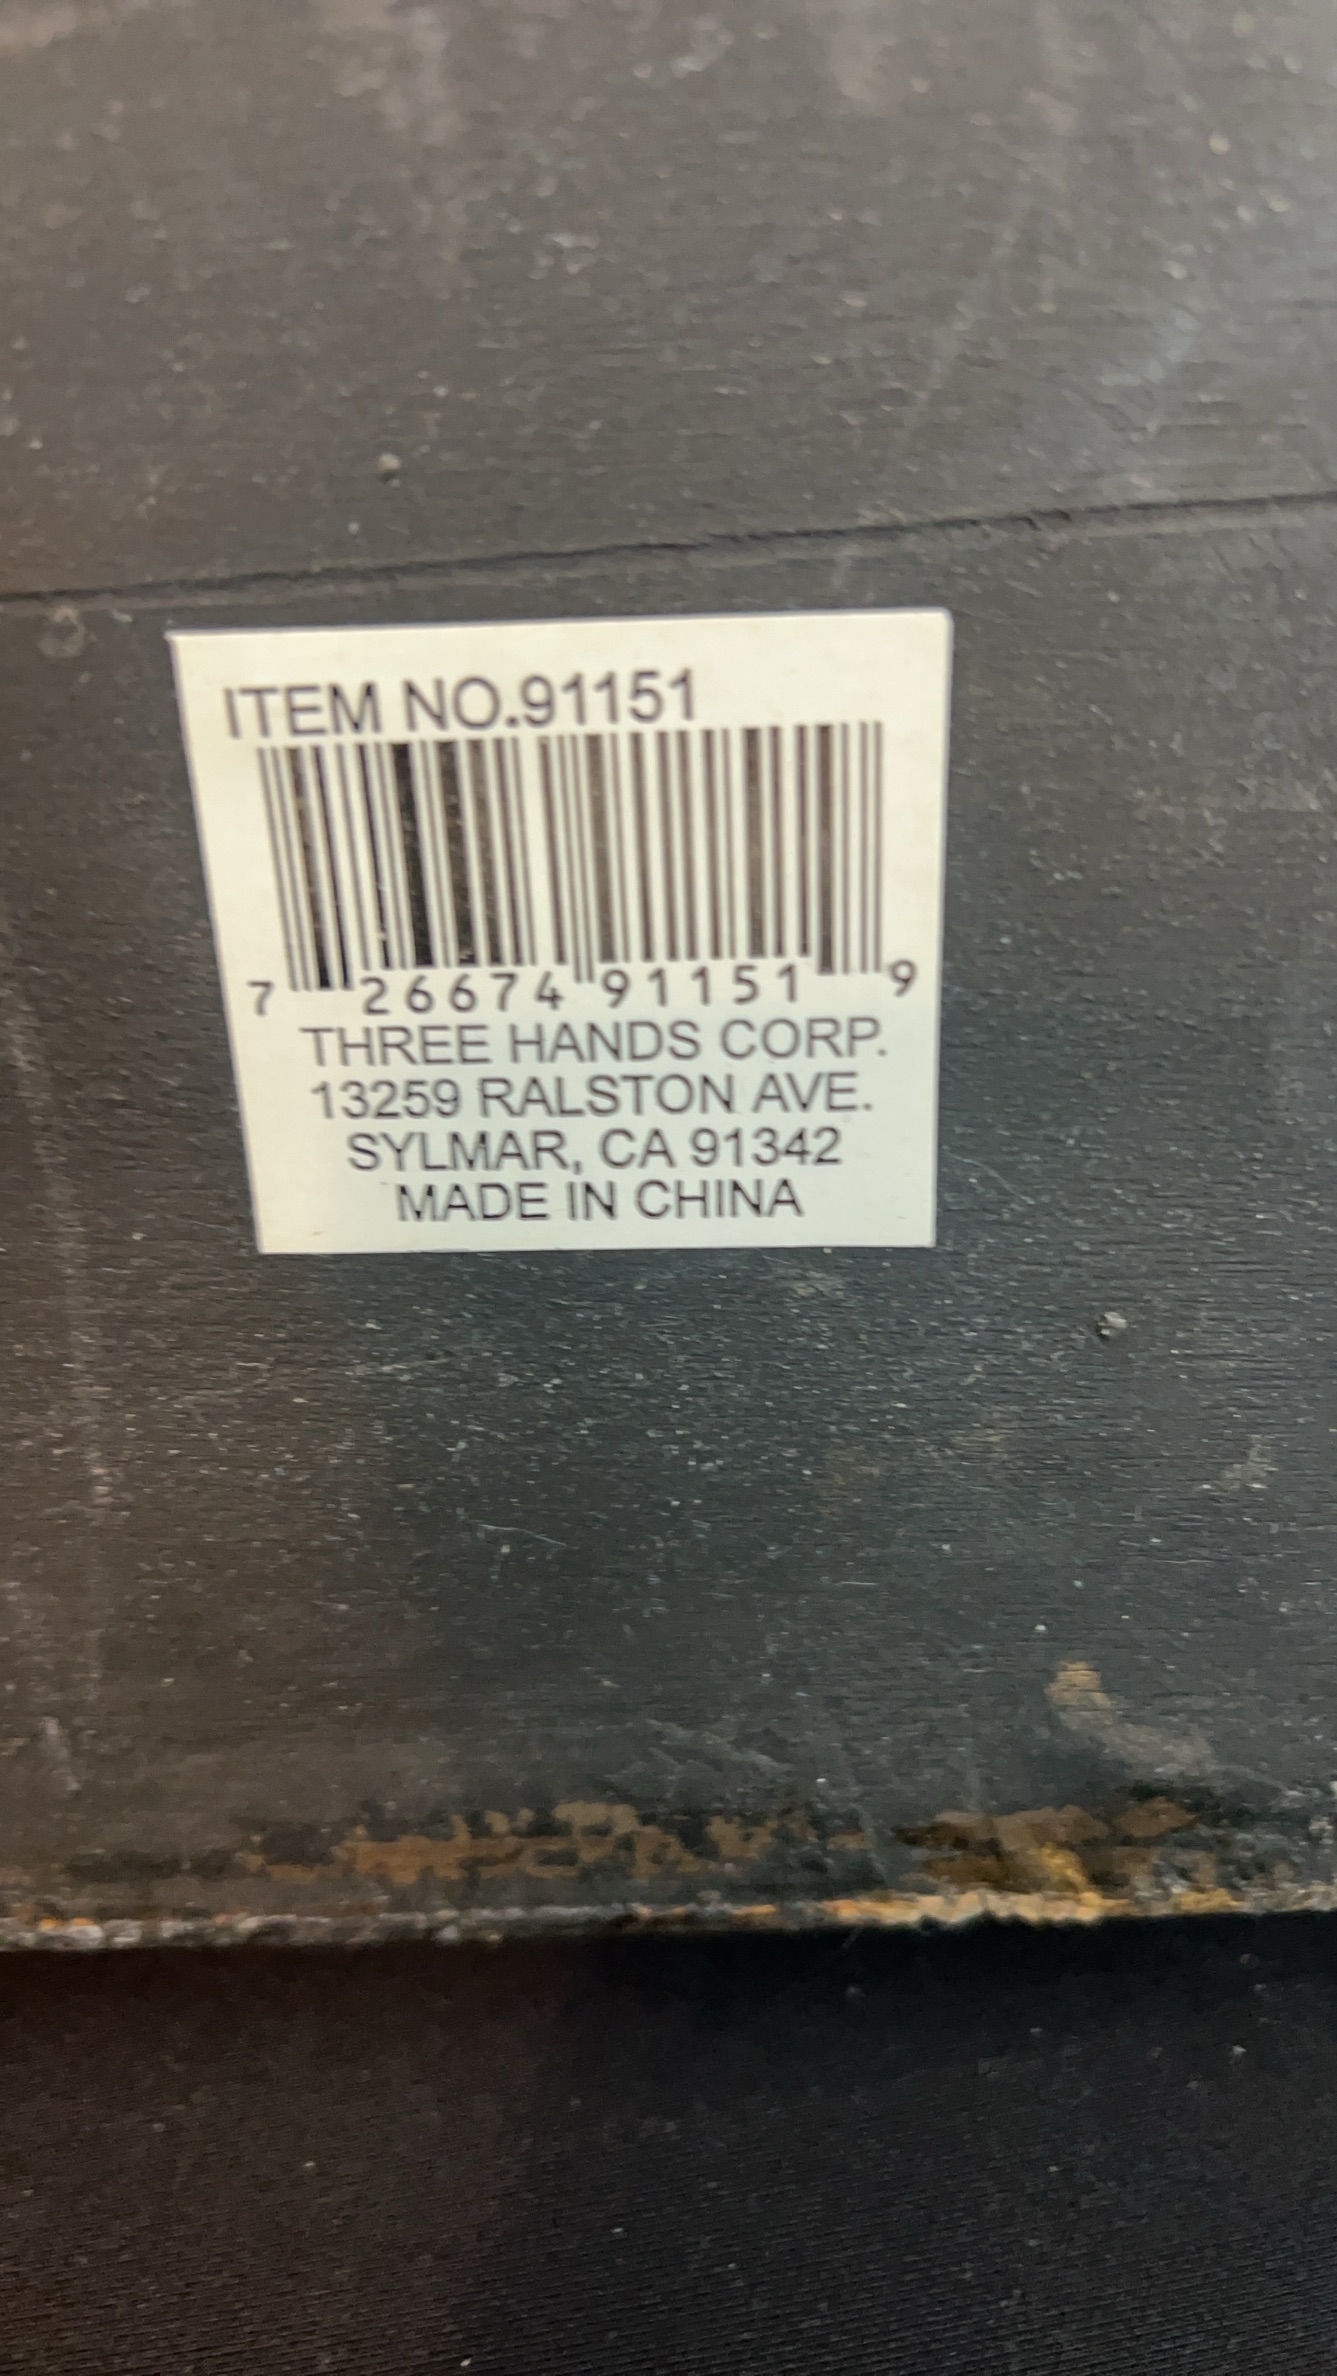 ITEM NO.91151
7 26674 91151 9
THREE HANDS CORP.
13259 RALSTON AVE.
SYLMAR, CA 91342
MADE IN CHINA